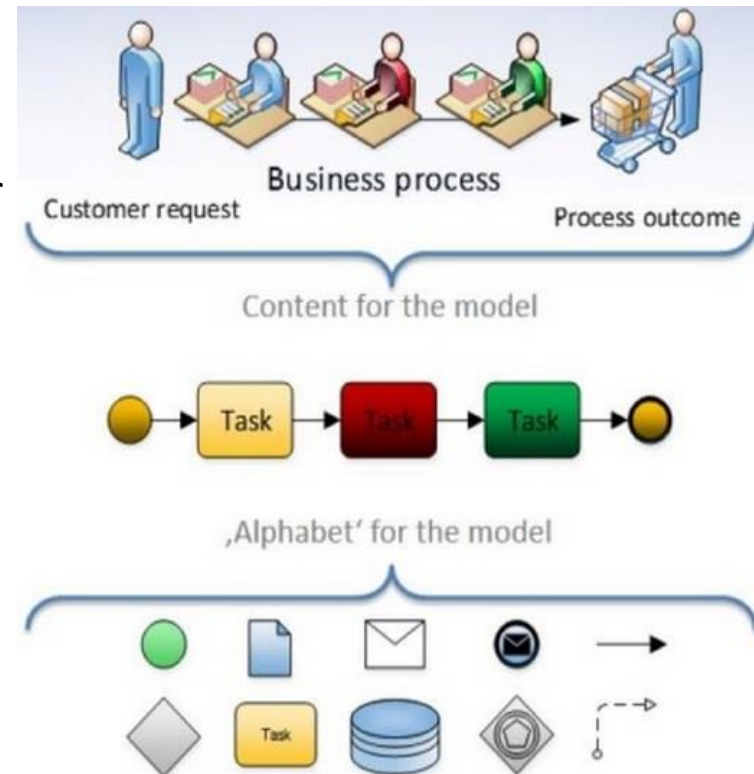 Business process
Customer request
Process outcome
Content for the model
Task
Task
Task
‚Alphabet‘ for the model
Task